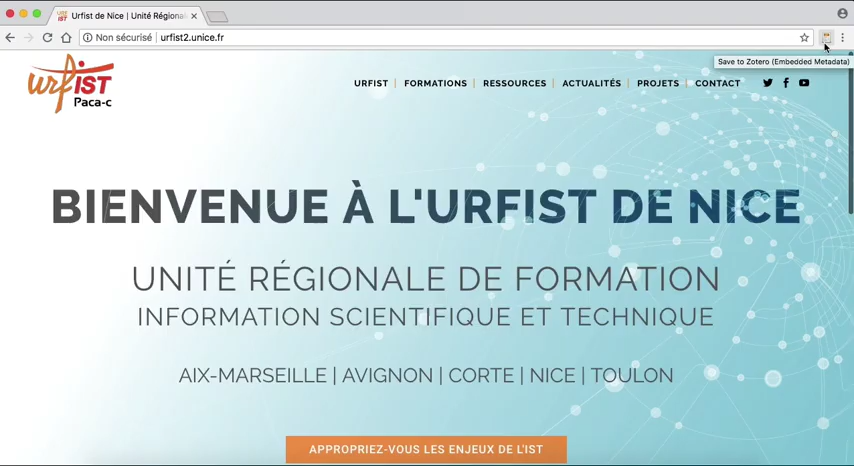 Urfist de Nice | Unité Régional
Non sécurisé | urfist2.unice.fr
Save to Zotero (Embedded Metadata)
urfIST
Paca-c
URFIST | FORMATIONS | RESSOURCES | ACTUALITÉS | PROJETS | CONTACT
BIENVENUE À L'URFIST DE NICE
UNITÉ RÉGIONALE DE FORMATION
INFORMATION SCIENTIFIQUE ET TECHNIQUE
AIX-MARSEILLE | AVIGNON | CORTE | NICE | TOULON
APPROPRIEZ-VOUS LES ENJEUX DE L'IST